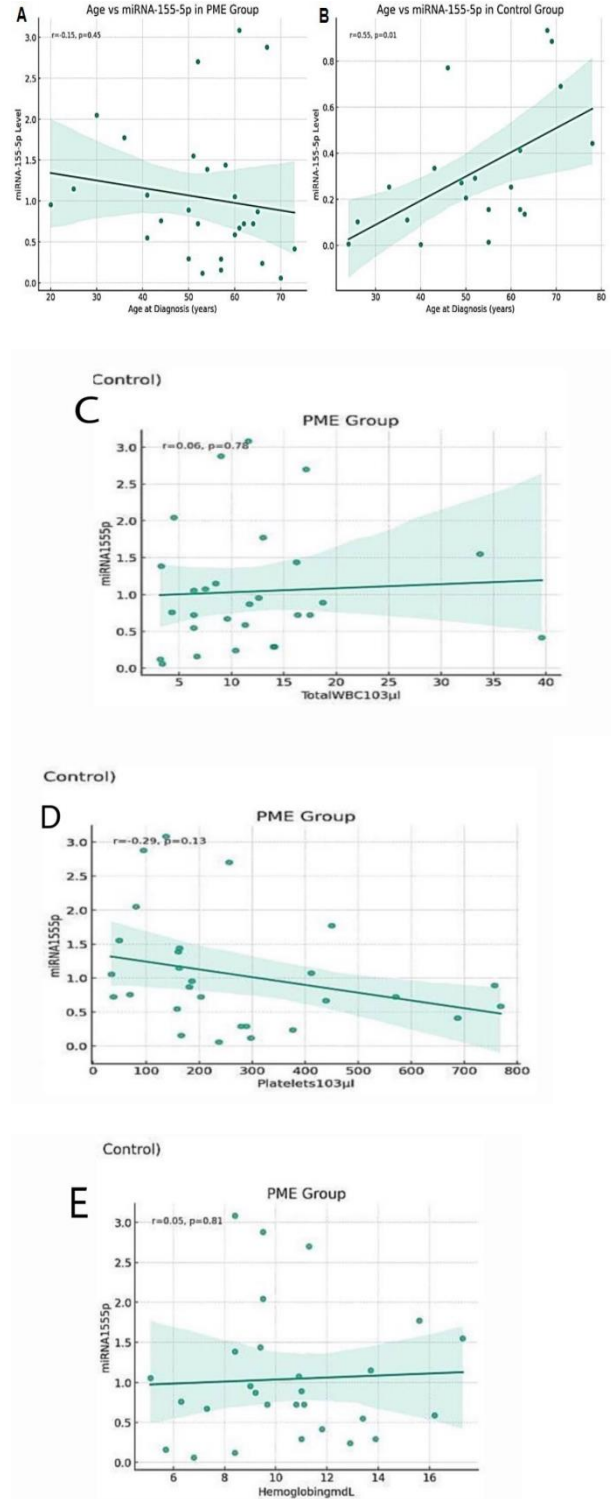 A
Age vs miRNA-155-5p in PME Group
r=-0.15, p=0.45
3.0
2.5
2.0
1.5
1.0
0.5
0.0
miRNA-155-5p Level
20 30 40 50 60 70
Age at Diagnosis (years)
B
Age vs miRNA-155-5p in Control Group
r=0.55, p=0.01
0.8
0.6
0.4
0.2
0.0
miRNA-155-5p Level
30 40 50 60 70 80
Age at Diagnosis (years)
Control)
C
PME Group
r=0.06, p=0.78
3.0
2.5
2.0
1.5
1.0
0.5
0.0
miRNA1555p
5 10 15 20 25 30 35 40
TotalWBC103µl
Control)
D
PME Group
r=-0.29, p=0.13
3.0
2.5
2.0
1.5
1.0
0.5
0.0
miRNA1555p
0 100 200 300 400 500 600 700 800
Platelets103µl
Control)
E
PME Group
r=0.05, p=0.81
3.0
2.5
2.0
1.5
1.0
0.5
0.0
miRNA1555p
6 8 10 12 14 16
HemoglobingmdL